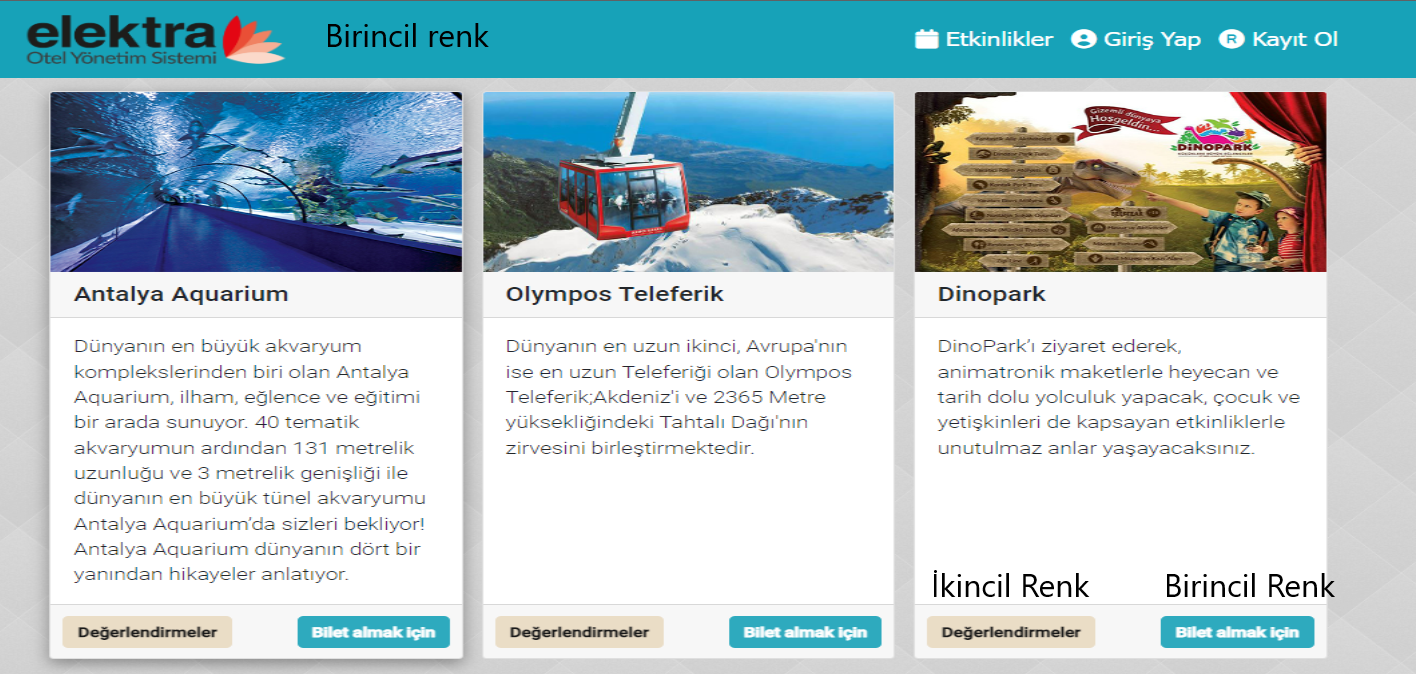 elektra
Otel Yönetim Sistemi
Birincil renk
Etkinlikler
Giriş Yap
R Kayıt Ol
Gizemli dünyaya
Hoşgeldin...
DİNOPARK
Antalya Aquarium
Dünyanın en büyük akvaryum
komplekslerinden biri olan Antalya
Aquarium, ilham, eğlence ve eğitimi
bir arada sunuyor. 40 tematik
akvaryumun ardından 131 metrelik
uzunluğu ve 3 metrelik genişliği ile
dünyanın en büyük tünel akvaryumu
Antalya Aquarium’da sizleri bekliyor!
Antalya Aquarium dünyanın dört bir
yanından hikayeler anlatıyor.
Değerlendirmeler
Bilet almak için
Olympos Teleferik
Dünyanın en uzun ikinci, Avrupa'nın
ise en uzun Teleferiği olan Olympos
Teleferik;Akdeniz'i ve 2365 Metre
yüksekliğindeki Tahtalı Dağı'nın
zirvesini birleştirmektedir.
Değerlendirmeler
Bilet almak için
Dinopark
DinoPark’ı ziyaret ederek,
animatronik maketlerle heyecan ve
tarih dolu yolculuk yapacak, çocuk ve
yetişkinleri de kapsayan etkinliklerle
unutulmaz anlar yaşayacaksınız.
İkincil Renk
Birincil Renk
Değerlendirmeler
Bilet almak için